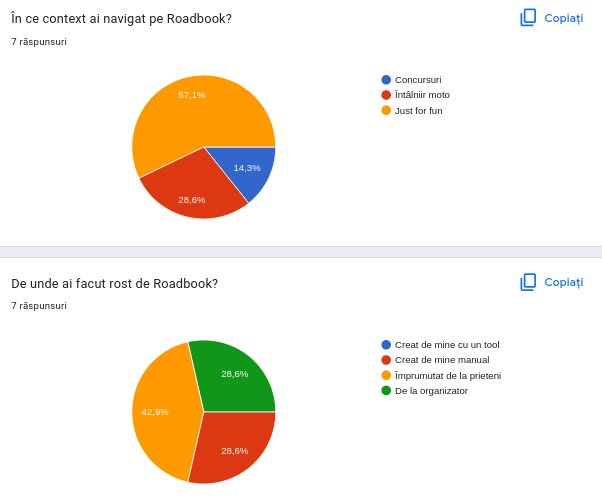 În ce context ai navigat pe Roadbook?
Copiați
7 răspunsuri
57,1%
14,3%
28,6%
Concursuri
Întâlniir moto
Just for fun
De unde ai facut rost de Roadbook?
Copiați
7 răspunsuri
28,6%
42,9%
28,6%
Creat de mine cu un tool
Creat de mine manual
Împrumutat de la prieteni
De la organizator